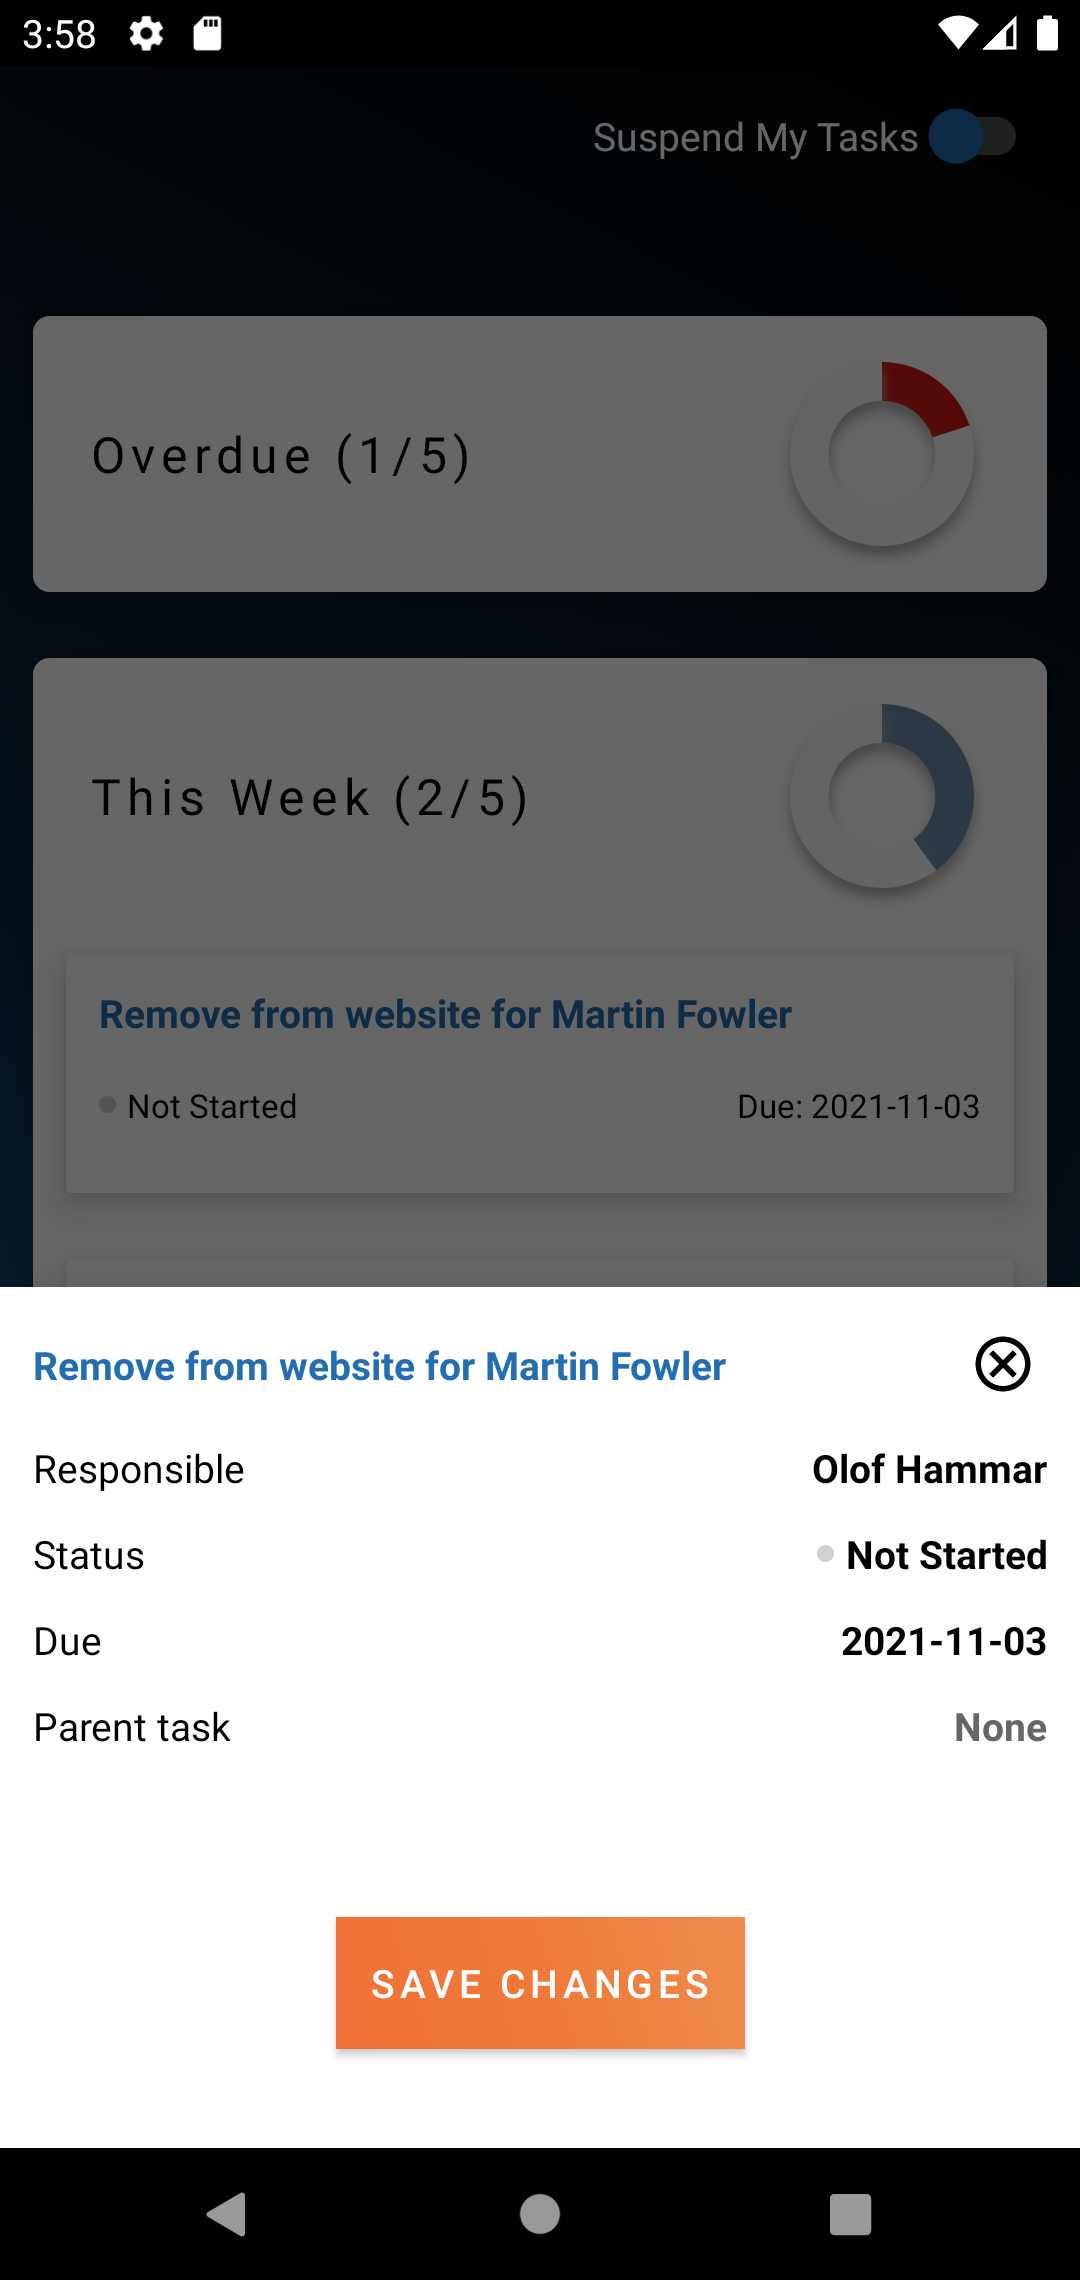 3:58
Suspend My Tasks
Overdue (1/5)
This Week (2/5)
Remove from website for Martin Fowler
Not Started
Due: 2021-11-03
Remove from website for Martin Fowler
Responsible
Olof Hammar
Status
Not Started
Due
2021-11-03
Parent task
None
SAVE CHANGES